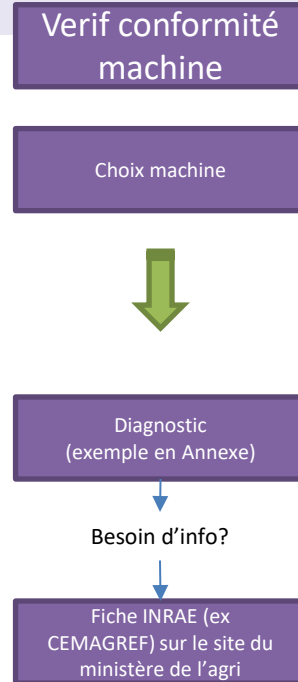 Verif conformité
machine
Choix machine
Diagnostic
(exemple en Annexe)
Besoin d’info?
Fiche INRAE (ex
CEMAGREF) sur le site du
ministère de l’agri